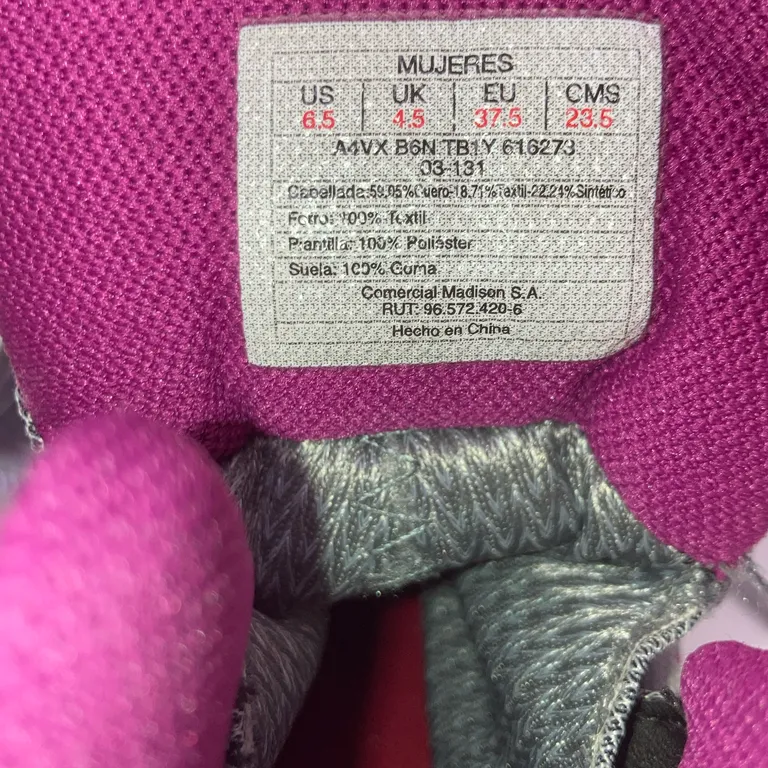 MUJERES
US UK EU CMS
6.5 4.5 37.5 23.5
A4VX B6N TB1Y 616273
03-131
Cabellada:59.05%Cuero-18.71%Textil-22.24%Sintético
Forro: 100% Textil
Plantilla: 100% Poliéster
Suela: 100% Goma
Comercial Madison S.A.
RUT: 96.572.420-6
Hecho en China